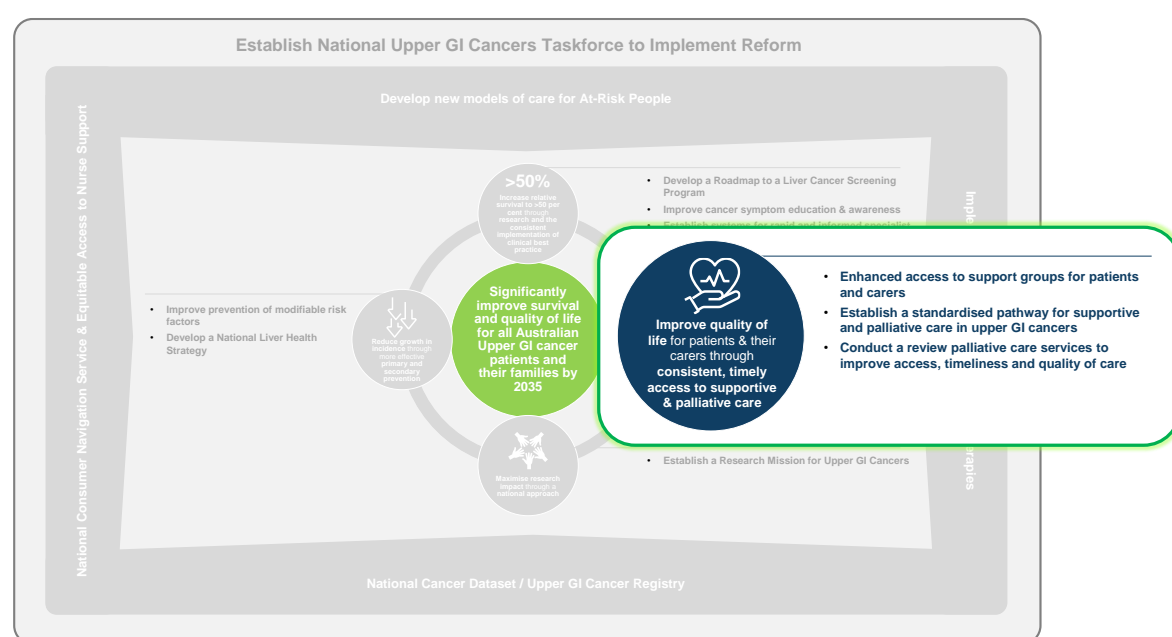 Establish National Upper GI Cancers Taskforce to Implement Reform
Develop new models of care for At-Risk People
National Consumer Navigation Service & Equitable Access to Nurse Support
>50%
Increase relative
survival to >50 per
cent through
research and the
consistent
implementation of
clinical best
practice
• Develop a Roadmap to a Liver Cancer Screening
Program
• Improve cancer symptom education & awareness
• Establish systems for rapid and informed specialist
• Improve prevention of modifiable risk
factors
• Develop a National Liver Health
Strategy
Reduce growth in
incidence through
more effective
primary and
secondary
prevention
Significantly
improve survival
and quality of life
for all Australian
Upper GI cancer
patients and
their families by
2035
Improve quality of
life for patients & their
carers through
consistent, timely
access to supportive
& palliative care
• Enhanced access to support groups for patients
and carers
• Establish a standardised pathway for supportive
and palliative care in upper GI cancers
• Conduct a review palliative care services to
improve access, timeliness and quality of care
Maximise research
impact through a
national approach
• Establish a Research Mission for Upper GI Cancers
National Cancer Dataset / Upper GI Cancer Registry